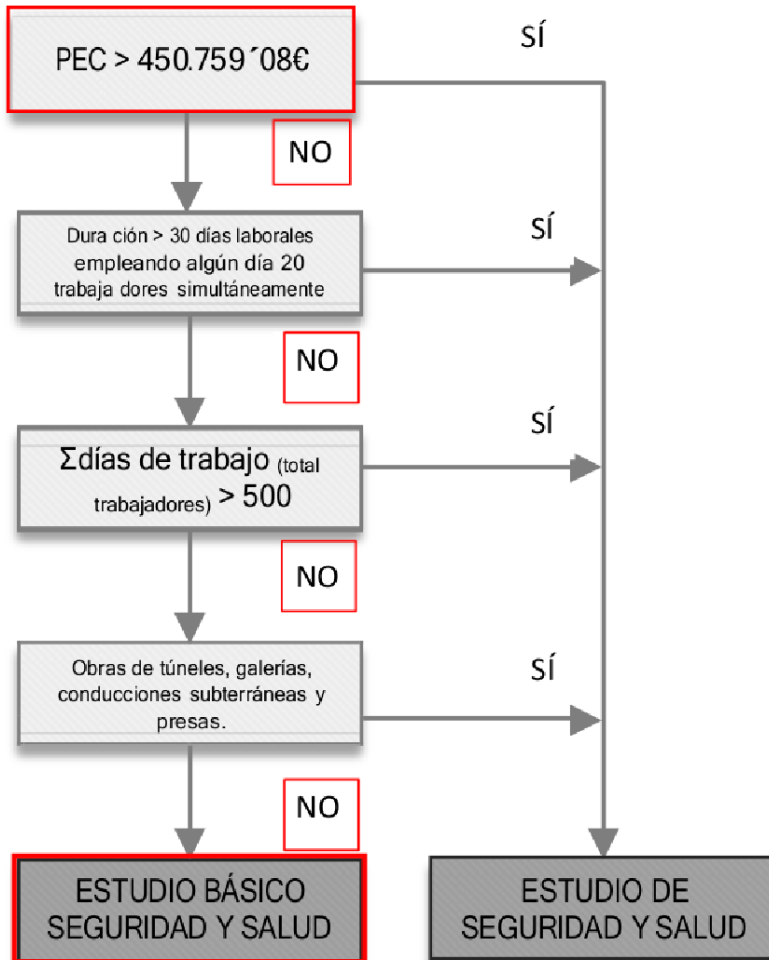 PEC > 450.759´08€
SÍ
NO
Dura ción > 30 días laborales
empleando algún día 20
trabaja dores simultáneamente
SÍ
NO
Σdías de trabajo (total
trabajadores) > 500
SÍ
NO
Obras de túneles, galerías,
conducciones subterráneas y
presas.
SÍ
NO
ESTUDIO BÁSICO
SEGURIDAD Y SALUD
ESTUDIO DE
SEGURIDAD Y SALUD